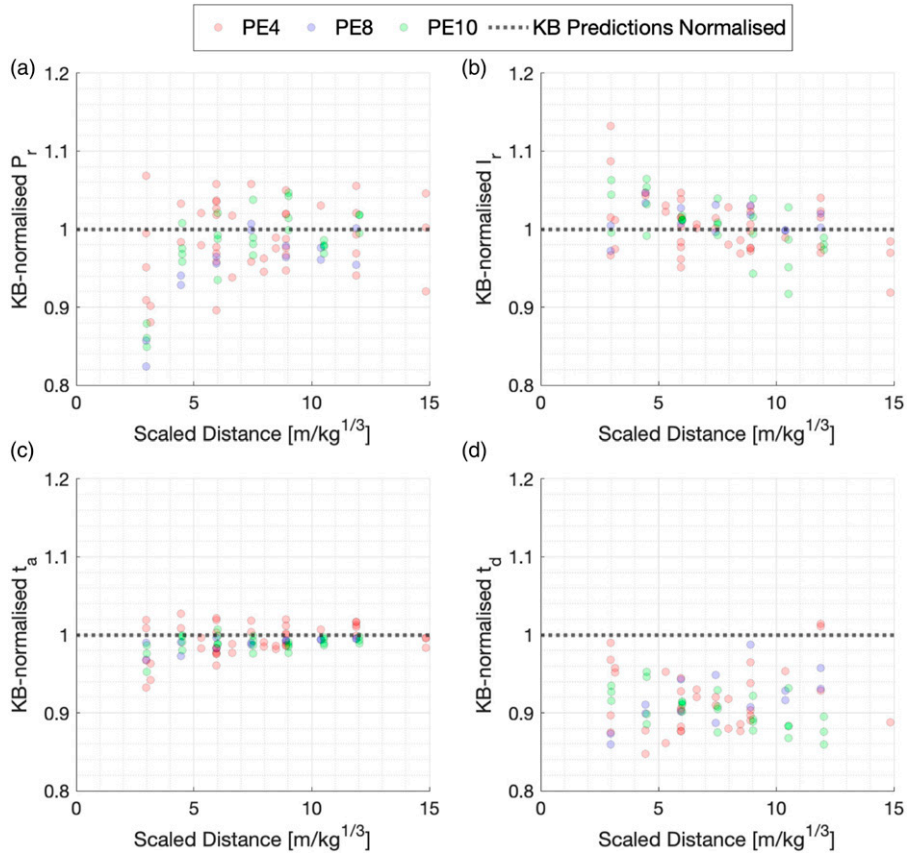 PE4 PE8 PE10 KB Predictions Normalised
(a)
1.2
1.1
1
0.9
0.8
KB-normalised P_r
0 5 10 15
Scaled Distance [m/kg^{1/3}]
(b)
1.2
1.1
1
0.9
0.8
KB-normalised I_r
0 5 10 15
Scaled Distance [m/kg^{1/3}]
(c)
1.2
1.1
1
0.9
0.8
KB-normalised t_a
0 5 10 15
Scaled Distance [m/kg^{1/3}]
(d)
1.2
1.1
1
0.9
0.8
KB-normalised t_d
0 5 10 15
Scaled Distance [m/kg^{1/3}]